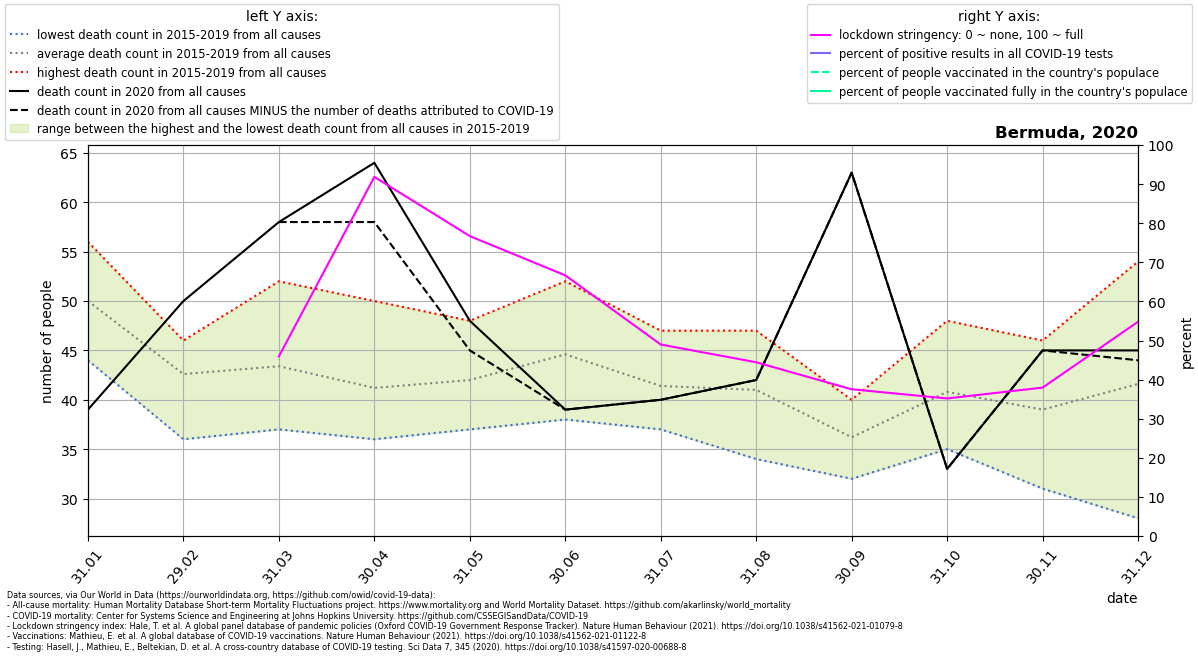 left Y axis:
lowest death count in 2015-2019 from all causes
average death count in 2015-2019 from all causes
highest death count in 2015-2019 from all causes
death count in 2020 from all causes
death count in 2020 from all causes MINUS the number of deaths attributed to COVID-19
range between the highest and the lowest death count from all causes in 2015-2019
right Y axis:
lockdown stringency: 0 ~ none, 100 ~ full
percent of positive results in all COVID-19 tests
percent of people vaccinated in the country's populace
percent of people vaccinated fully in the country's populace
Bermuda, 2020
number of people
65
60
55
50
45
40
35
30
100
90
80
70
60
50
40
30
20
10
0
percent
31.01
29.02
31.03
30.04
31.05
30.06
31.07
31.08
30.09
31.10
30.11
31.12
date
Data sources, via Our World in Data (https://ourworldindata.org, https://github.com/owid/covid-19-data):
- All-cause mortality: Human Mortality Database Short-term Mortality Fluctuations project. https://www.mortality.org and World Mortality Dataset. https://github.com/akarlinsky/world_mortality
- COVID-19 mortality: Center for Systems Science and Engineering at Johns Hopkins University. https://github.com/CSSEGISandData/COVID-19
- Lockdown stringency index: Hale, T. et al. A global panel database of pandemic policies (Oxford COVID-19 Government Response Tracker). Nature Human Behaviour (2021). https://doi.org/10.1038/s41562-021-01079-8
- Vaccinations: Mathieu, E. et al. A global database of COVID-19 vaccinations. Nature Human Behaviour (2021). https://doi.org/10.1038/s41562-021-01122-8
- Testing: Hasell, J., Mathieu, E., Beltekian, D. et al. A cross-country database of COVID-19 testing. Sci Data 7, 345 (2020). https://doi.org/10.1038/s41597-020-00688-8